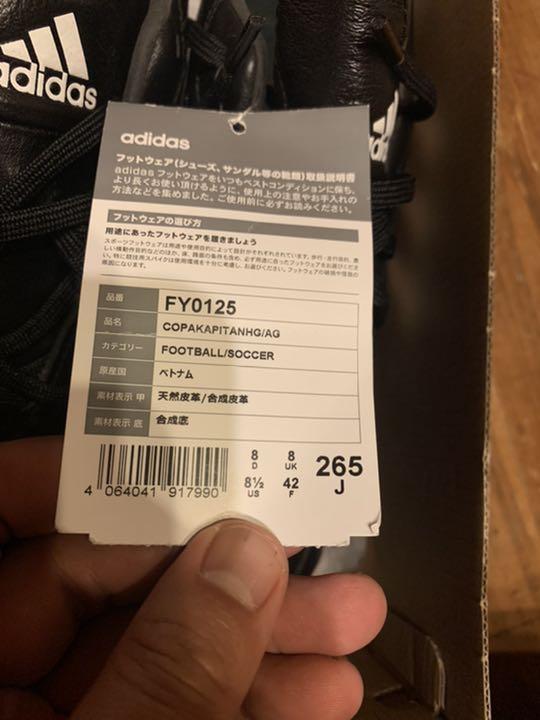 adidas
adidas
adidas
フットウェア(シューズ、サンダル等の靴類)取扱説明書
adidas フットウェアをいつもベストコンディションに保ち、
より長くお使い頂けるように、使用上の注意やお手入れの
方法などを集めました。ご使用前に必ずお読みください。
フットウェアの選び方
用途にあったフットウェアを履きましょう
品番 FY0125
品名 COPAKAPITANHG/AG
カテゴリー FOOTBALL/SOCCER
原産国 ベトナム
素材表示 甲 天然皮革/合成皮革
素材表示 底 合成底
4 064041 917990
8 D 8 UK 265
8½ US 42 F J